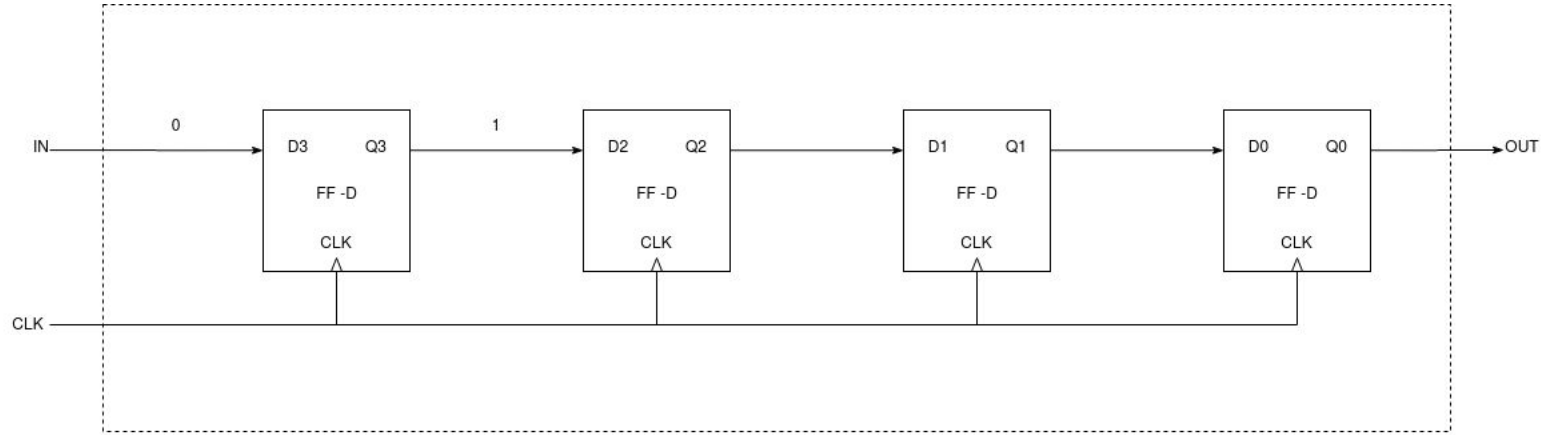 0 1
IN D3 Q3 D2 Q2 D1 Q1 D0 Q0 OUT
FF -D FF -D FF -D FF -D
CLK CLK CLK CLK
CLK